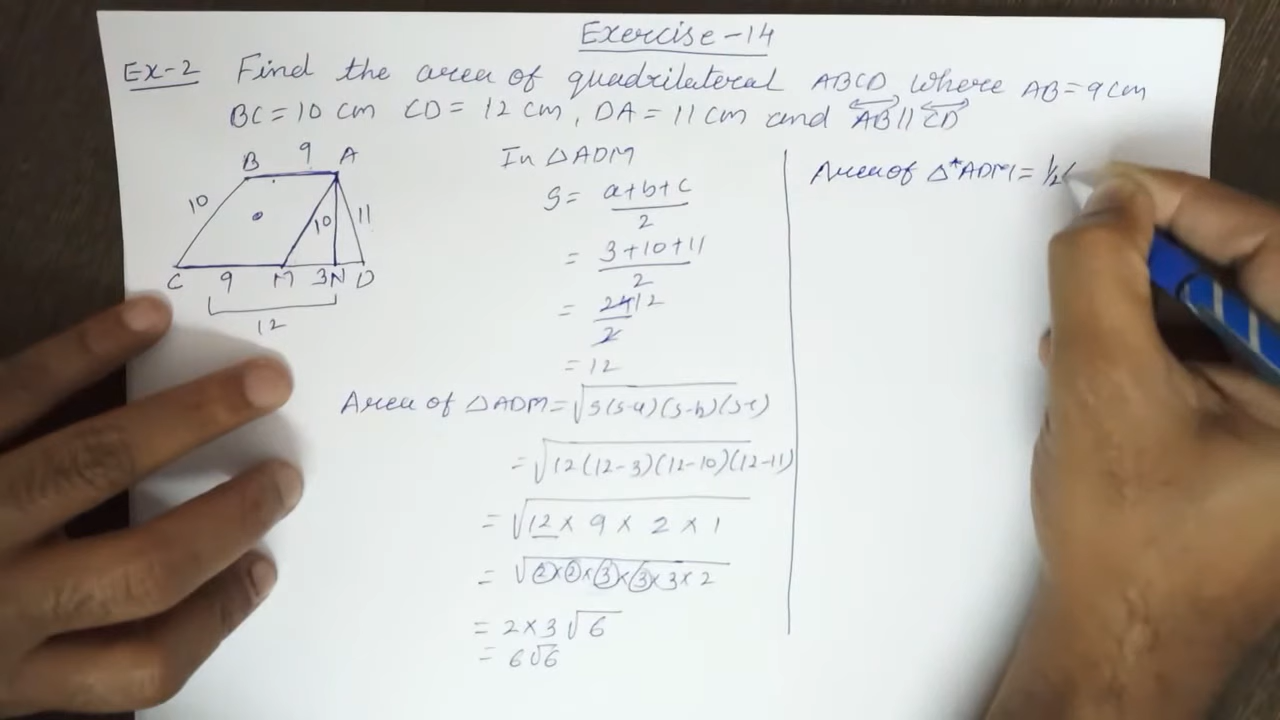 Exercise-14
Ex-2 Find the area of quadrilateral ABCD where AB=9cm
BC=10 cm CD=12 cm, DA=11 cm and AB || CD
B 9 A
10 10 11
C 9 M 3 N D
12
In △ADM
S = a+b+c / 2
= 3+10+11 / 2
= 24 12 / 2
= 12
Area of △ADM = √s(s-a)(s-b)(s-c)
= √12(12-3)(12-10)(12-11)
= √12 × 9 × 2 × 1
= √2×2×3×3×3×2
= 2×3√6
= 6√6
Area of △ADM = 1/2